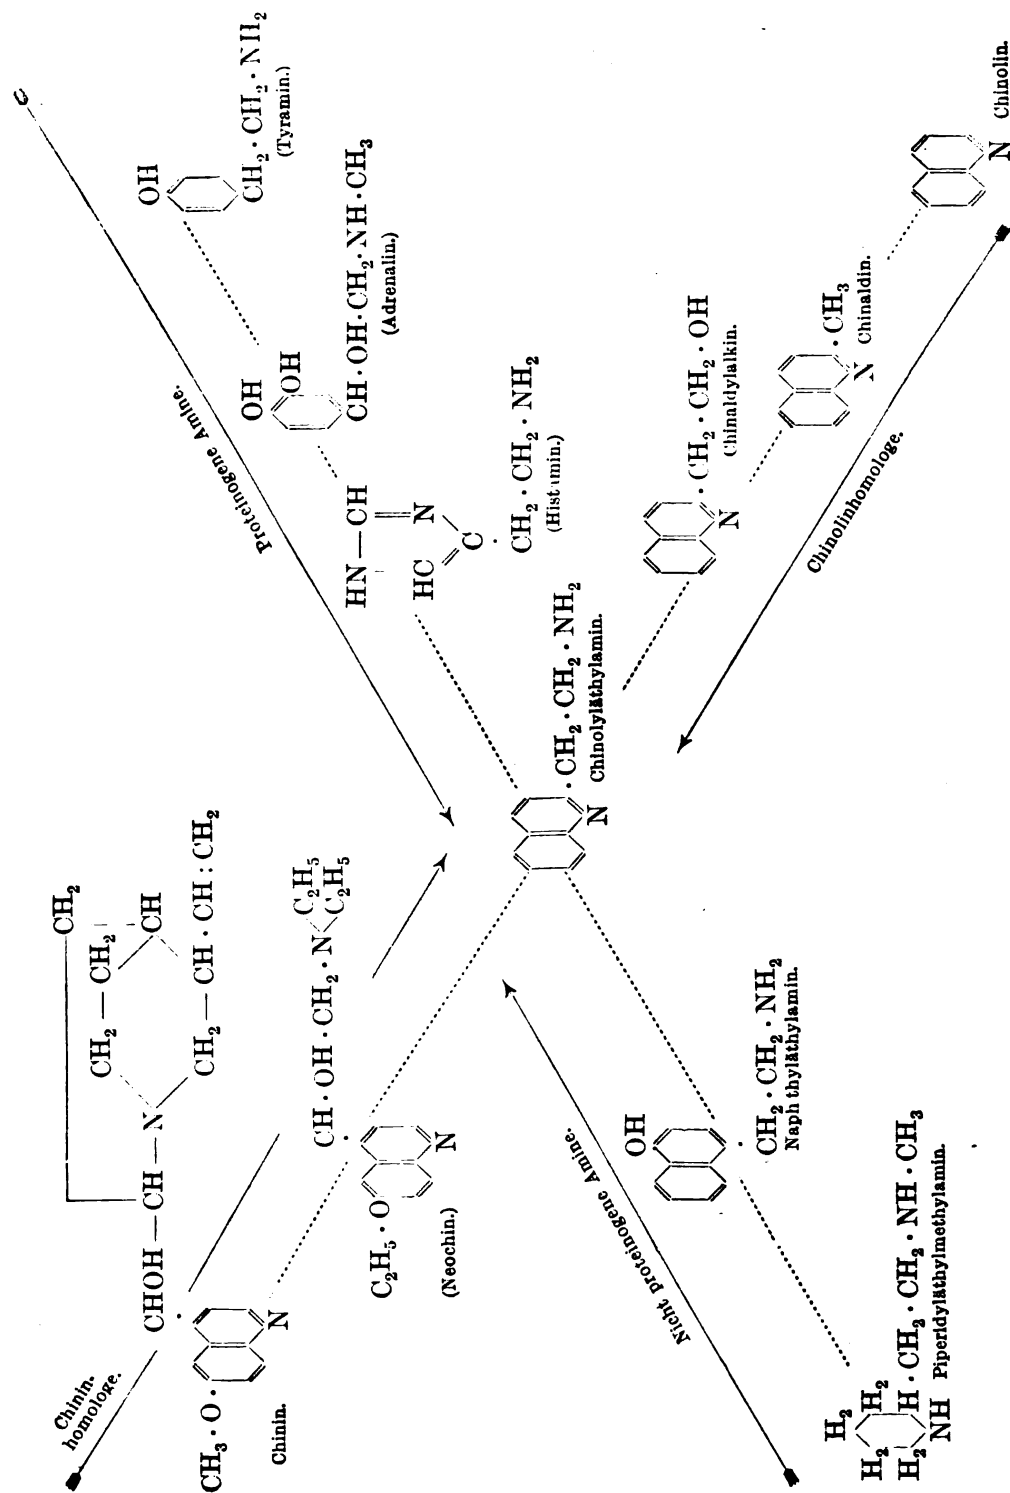 Chinin-
homologe.
CH₂
CH₂—CH₂
CHOH—CH—N
CH
CH₂—CH·CH:CH₂
CH₃·O·
N
Chinin.
CH·OH·CH₂·N
C₂H₅
C₂H₅
C₂H₅·O·
N
(Neochin.)
Proteinogene Amine.
OH
CH₂·CH₂·NH₂
(Tyramin.)
OH
OH
CH·OH·CH₂·NH·CH₃
(Adrenalin.)
HN—CH
HC
N
C
CH₂·CH₂·NH₂
(Histamin.)
·CH₂·CH₂·NH₂
N
Chinolyläthylamin.
Nicht proteinogene Amine.
OH
CH₂·CH₂·NH₂
Naphthyläthylamin.
H₂
H₂
H₂
H₂
H·CH₂·CH₂·NH·CH₃
NH
Piperidyläthylmethylamin.
Chinolinhomologe.
·CH₂·CH₂·OH
N
Chinaldylalkin.
·CH₃
N
Chinaldin.
N
Chinolin.